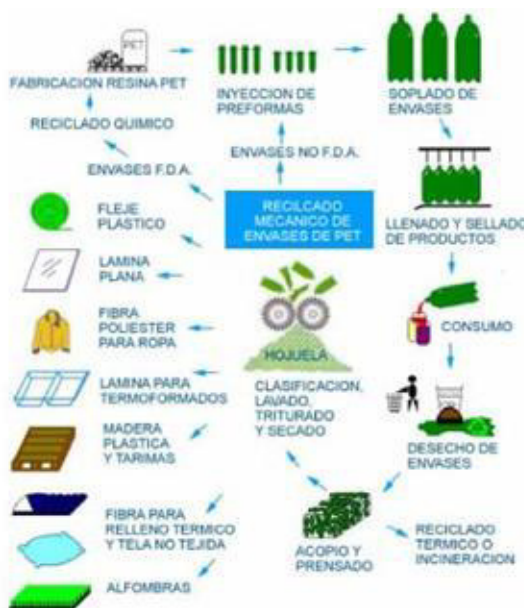 PET
FABRICACION RESINA PET
INYECCION DE
PREFORMAS
SOPLADO DE
ENVASES
RECICLADO QUIMICO
ENVASES NO F.D.A.
ENVASES F.D.A.
RECILCADO
MECANICO DE
ENVASES DE PET
LLENADO Y SELLADO
DE PRODUCTOS
FLEJE
PLASTICO
LAMINA
PLANA
CONSUMO
FIBRA
POLIESTER
PARA ROPA
HOJUELA
LAMINA PARA
TERMOFORMADOS
CLASIFICACION,
LAVADO,
TRITURADO
Y SECADO
MADERA
PLASTICA
Y TARIMAS
DESECHO DE
ENVASES
FIBRA PARA
RELLENO TERMICO
Y TELA NO TEJIDA
ACOPIO Y
PRENSADO
RECICLADO
TERMICO O
INCINERACION
ALFOMBRAS